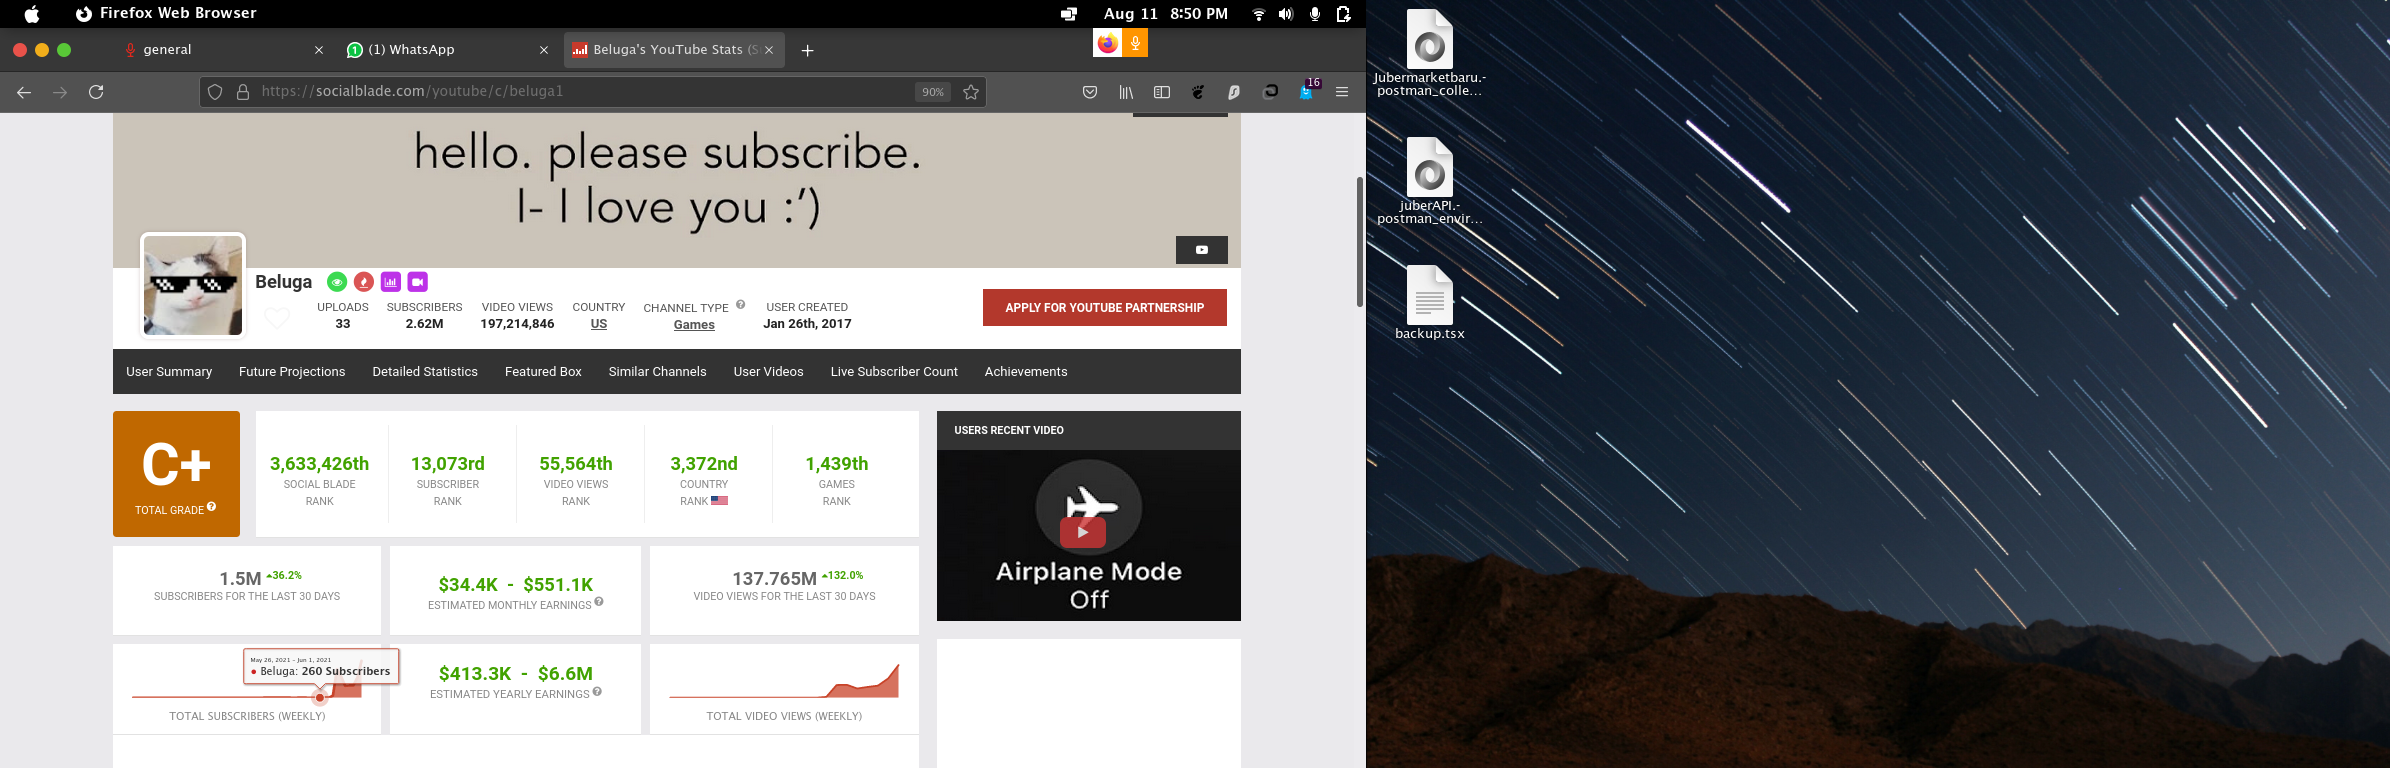 Firefox Web Browser
Aug 11 8:50 PM
general
(1) WhatsApp
Beluga's YouTube Stats (S
https://socialblade.com/youtube/c/beluga1
90%
16
hello. please subscribe.
I- I love you :')
Beluga
UPLOADS
33
SUBSCRIBERS
2.62M
VIDEO VIEWS
197,214,846
COUNTRY
US
CHANNEL TYPE
Games
USER CREATED
Jan 26th, 2017
APPLY FOR YOUTUBE PARTNERSHIP
User Summary
Future Projections
Detailed Statistics
Featured Box
Similar Channels
User Videos
Live Subscriber Count
Achievements
C+
TOTAL GRADE
3,633,426th
SOCIAL BLADE
RANK
13,073rd
SUBSCRIBER
RANK
55,564th
VIDEO VIEWS
RANK
3,372nd
COUNTRY
RANK
1,439th
GAMES
RANK
USERS RECENT VIDEO
Airplane Mode
Off
1.5M 36.2%
SUBSCRIBERS FOR THE LAST 30 DAYS
$34.4K - $551.1K
ESTIMATED MONTHLY EARNINGS
137.765M 132.0%
VIDEO VIEWS FOR THE LAST 30 DAYS
May 26, 2021 - Jun 1, 2021
Beluga: 260 Subscribers
TOTAL SUBSCRIBERS (WEEKLY)
$413.3K - $6.6M
ESTIMATED YEARLY EARNINGS
TOTAL VIDEO VIEWS (WEEKLY)
Jubermarketbaru.-
postman_colle...
juberAPI.-
postman_envir...
backup.tsx